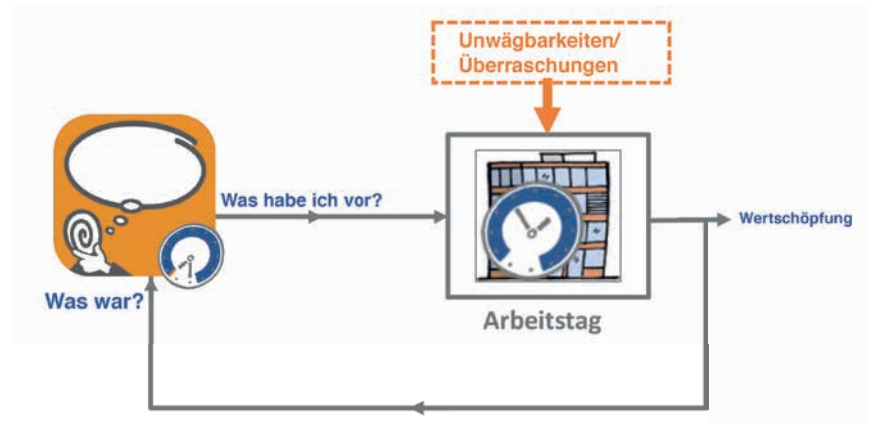 Unwägbarkeiten/
Überraschungen
Was habe ich vor?
Wertschöpfung
Was war?
Arbeitstag